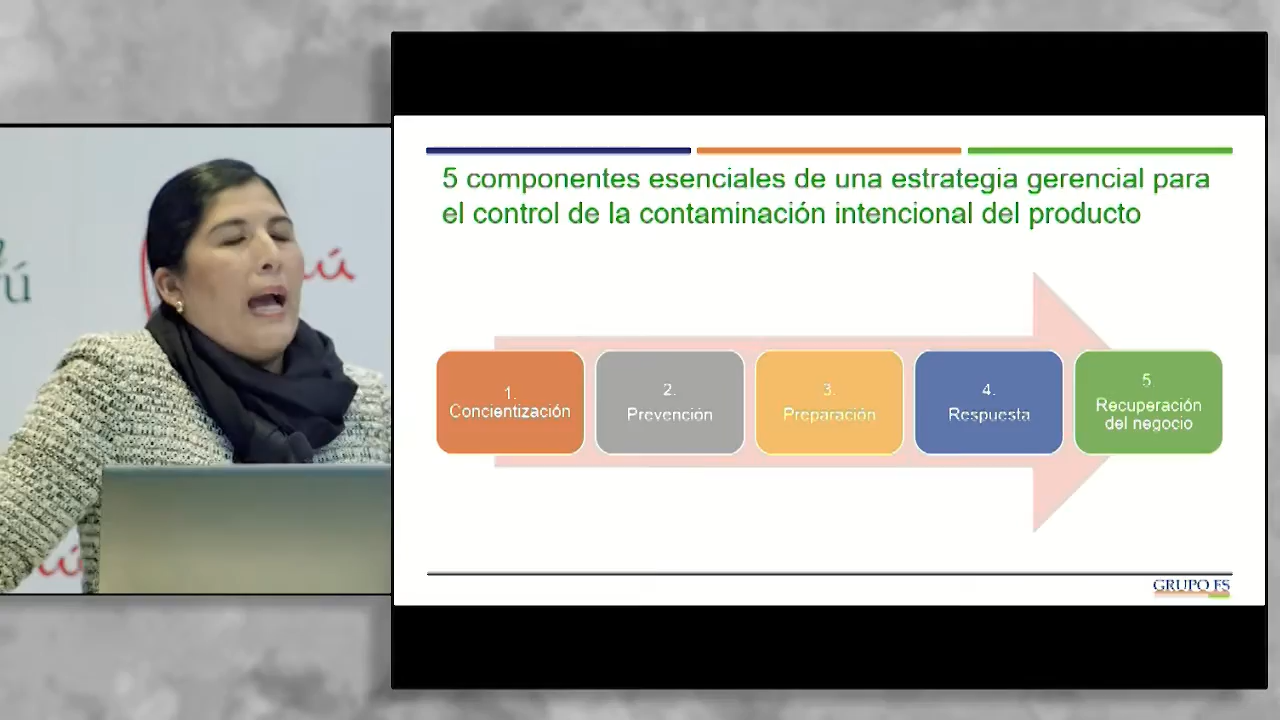 ú
ú
ú
5 componentes esenciales de una estrategia gerencial para
el control de la contaminación intencional del producto
1.
Concientización
2.
Prevención
3.
Preparación
4.
Respuesta
5
Recuperación
del negocio
GRUPO FS